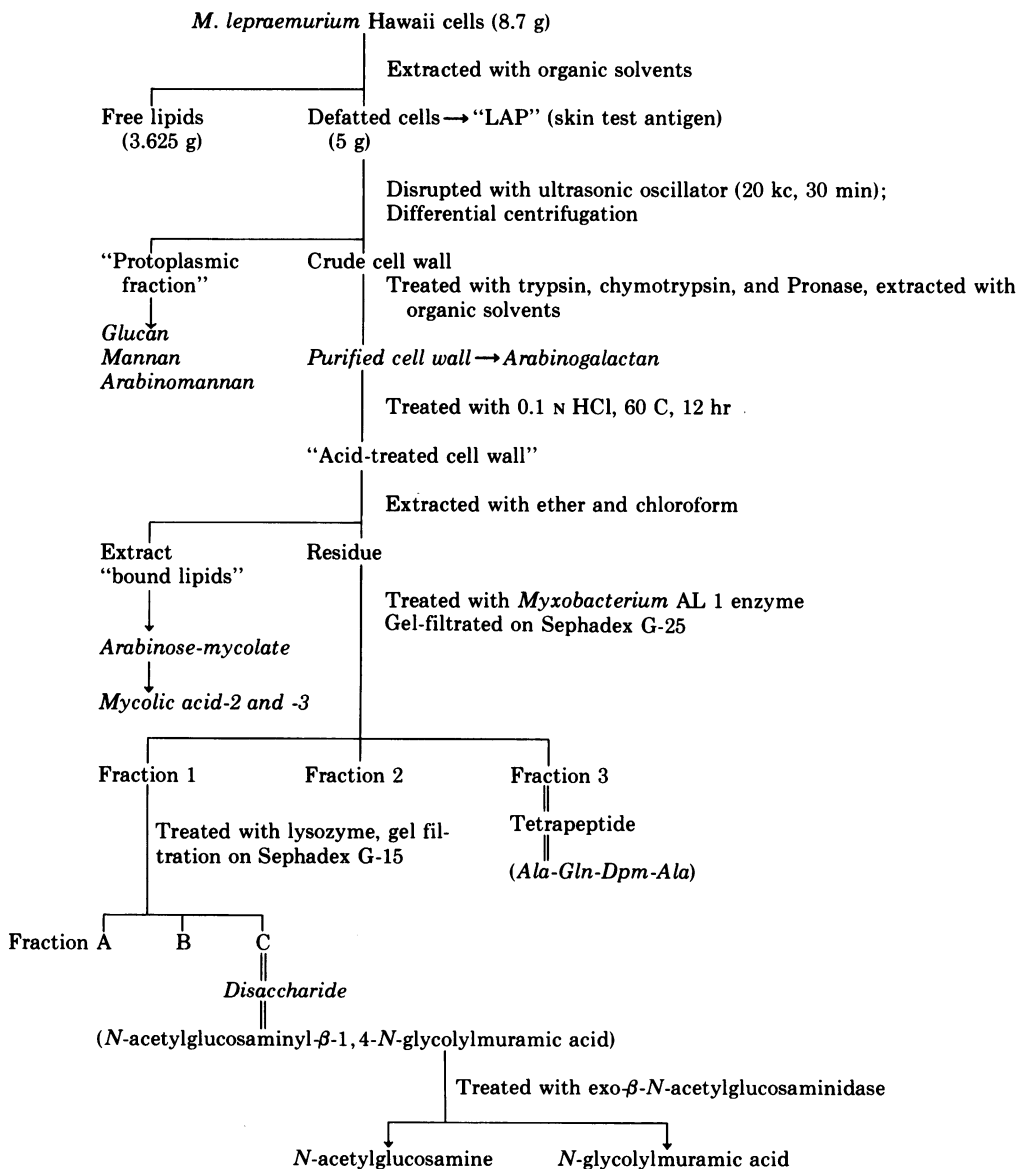 M. lepraemurium Hawaii cells (8.7 g)
Extracted with organic solvents
Free lipids
(3.625 g)
Defatted cells→"LAP" (skin test antigen)
(5 g)
Disrupted with ultrasonic oscillator (20 kc, 30 min);
Differential centrifugation
"Protoplasmic
fraction"
Crude cell wall
Treated with trypsin, chymotrypsin, and Pronase, extracted with
organic solvents
Glucan
Mannan
Arabinomannan
Purified cell wall→Arabinogalactan
Treated with 0.1 N HCl, 60 C, 12 hr
"Acid-treated cell wall"
Extracted with ether and chloroform
Extract
"bound lipids"
Residue
Treated with Myxobacterium AL 1 enzyme
Gel-filtrated on Sephadex G-25
Arabinose-mycolate
Mycolic acid-2 and -3
Fraction 1
Fraction 2
Fraction 3
Treated with lysozyme, gel fil-
tration on Sephadex G-15
Tetrapeptide
(Ala-Gln-Dpm-Ala)
Fraction A B C
Disaccharide
(N-acetylglucosaminyl-β-1,4-N-glycolylmuramic acid)
Treated with exo-β-N-acetylglucosaminidase
N-acetylglucosamine
N-glycolylmuramic acid